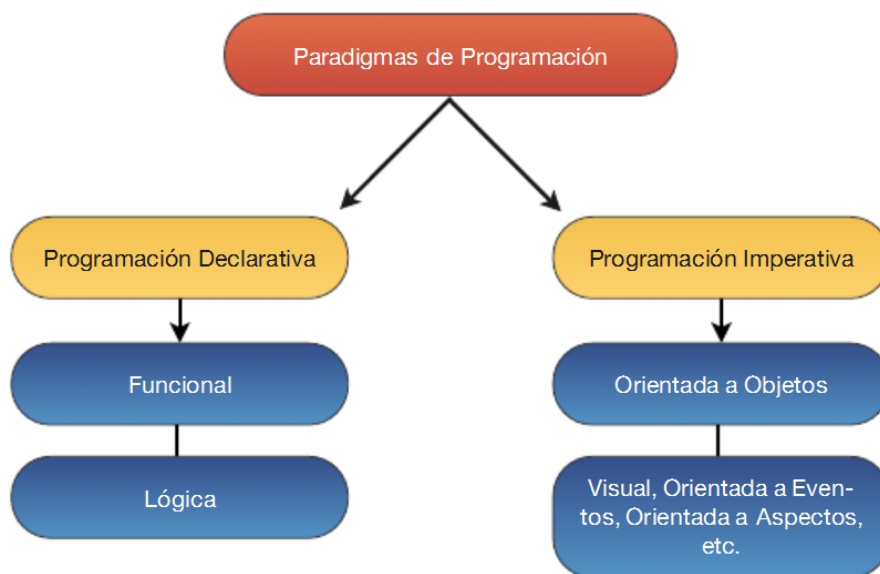 Paradigmas de Programación
Programación Declarativa
Programación Imperativa
Funcional
Orientada a Objetos
Lógica
Visual, Orientada a Even-
tos, Orientada a Aspectos,
etc.